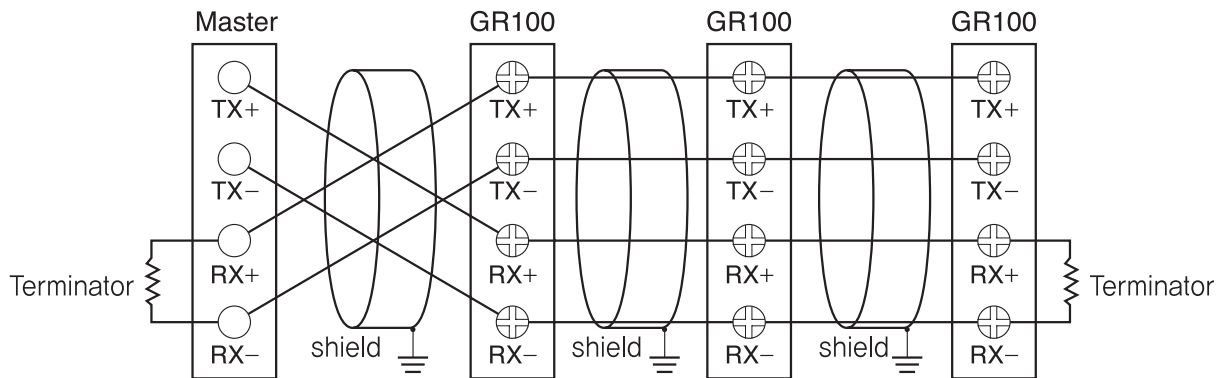 Master GR100 GR100 GR100
TX+ TX+ TX+ TX+
TX− TX− TX− TX−
RX+ RX+ RX+ RX+
Terminator Terminator
RX− shield RX− shield RX− shield RX−